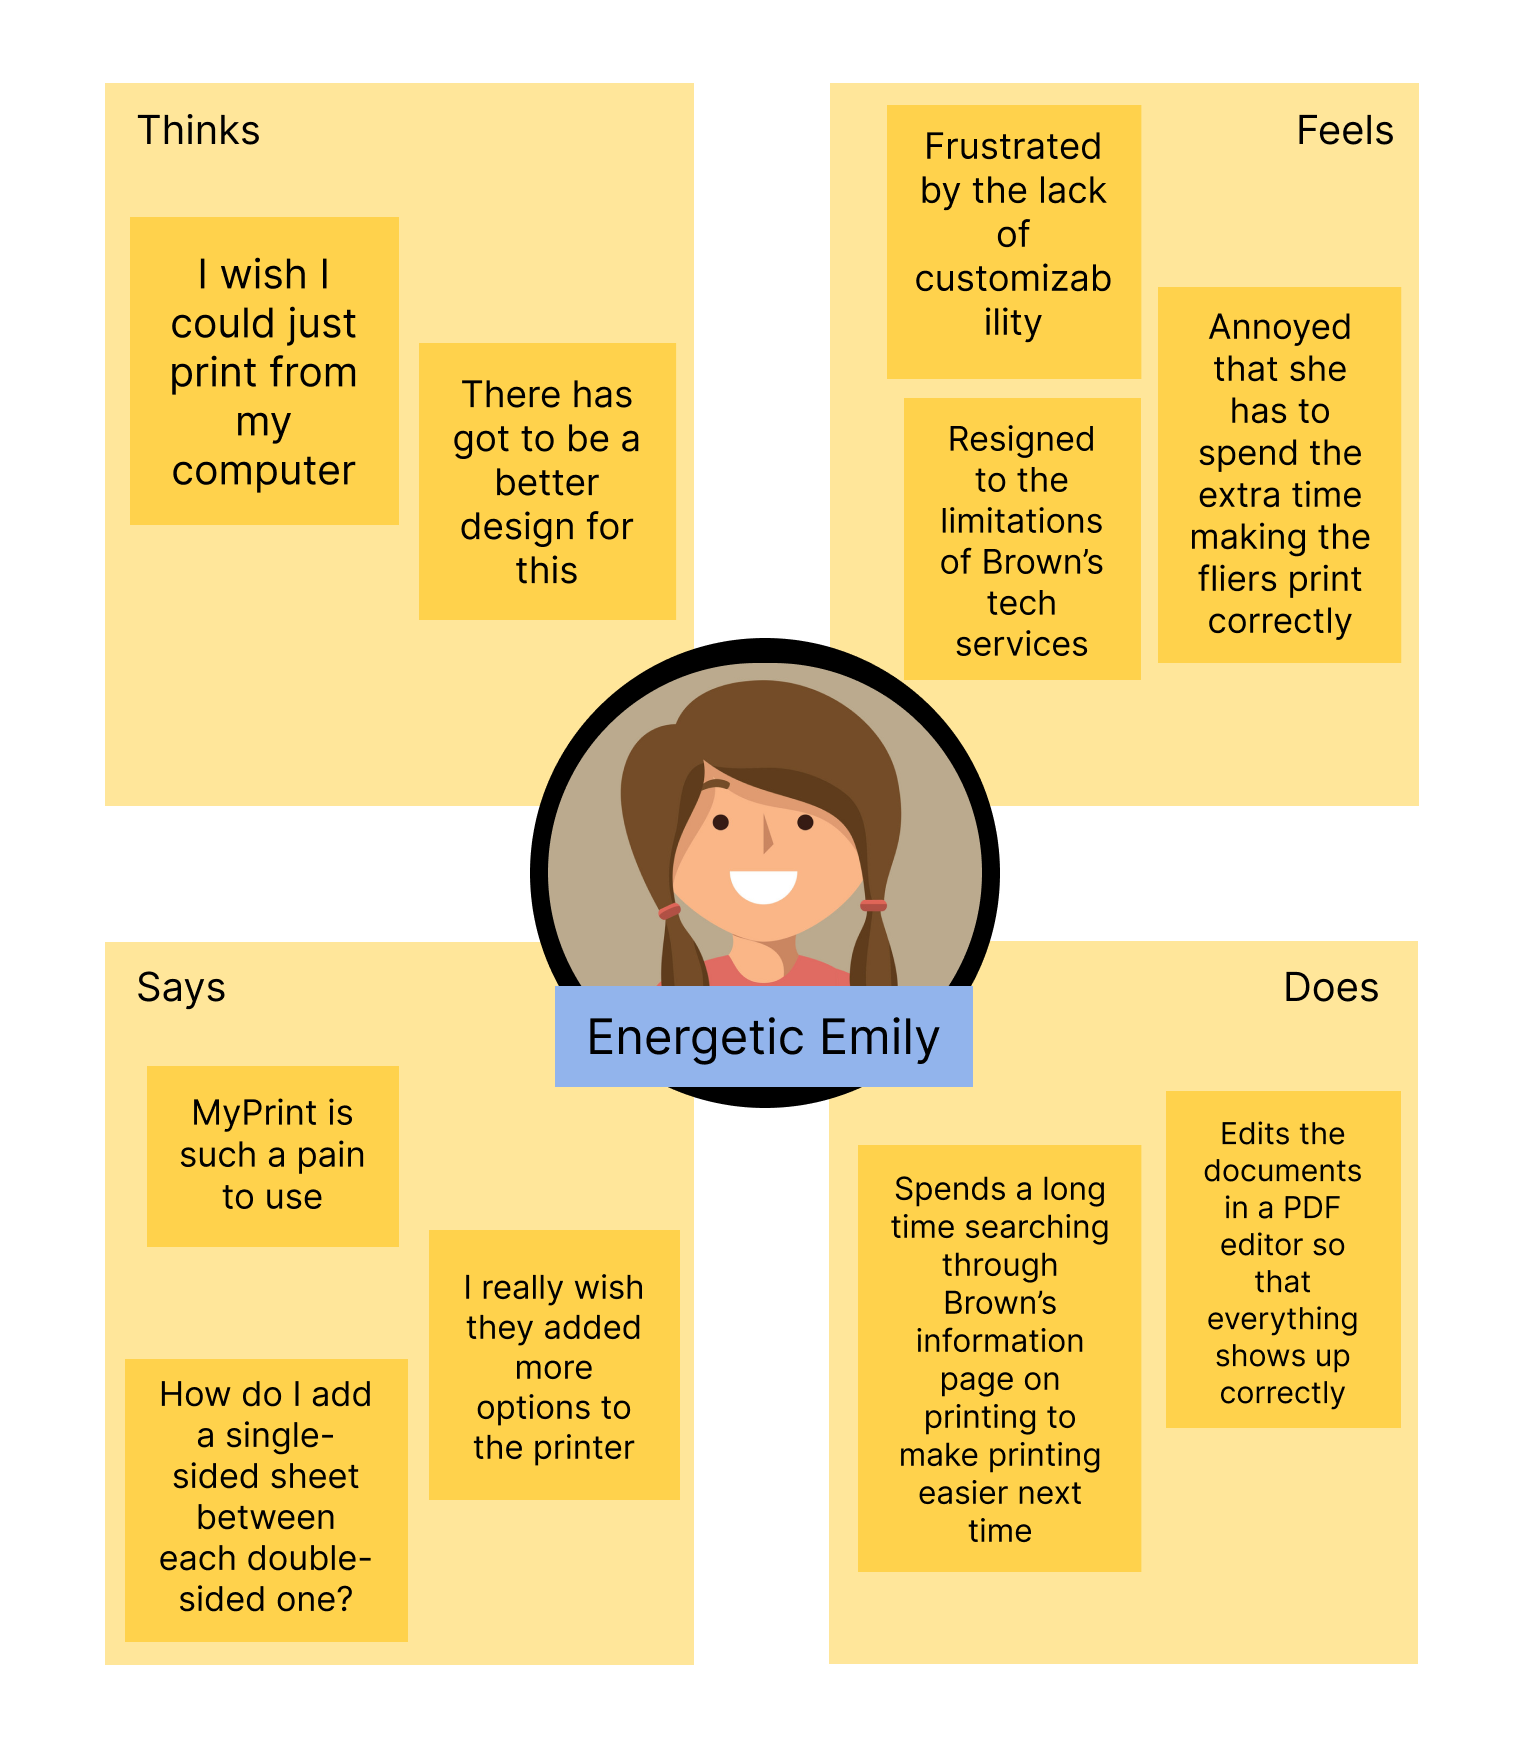 Thinks
I wish I
could just
print from
my
computer
There has
got to be a
better
design for
this
Feels
Frustrated
by the lack
of
customizab
ility
Resigned
to the
limitations
of Brown’s
tech
services
Annoyed
that she
has to
spend the
extra time
making the
fliers print
correctly
Energetic Emily
Says
MyPrint is
such a pain
to use
I really wish
they added
more
options to
the printer
How do I add
a single-
sided sheet
between
each double-
sided one?
Does
Spends a long
time searching
through
Brown’s
information
page on
printing to
make printing
easier next
time
Edits the
documents
in a PDF
editor so
that
everything
shows up
correctly